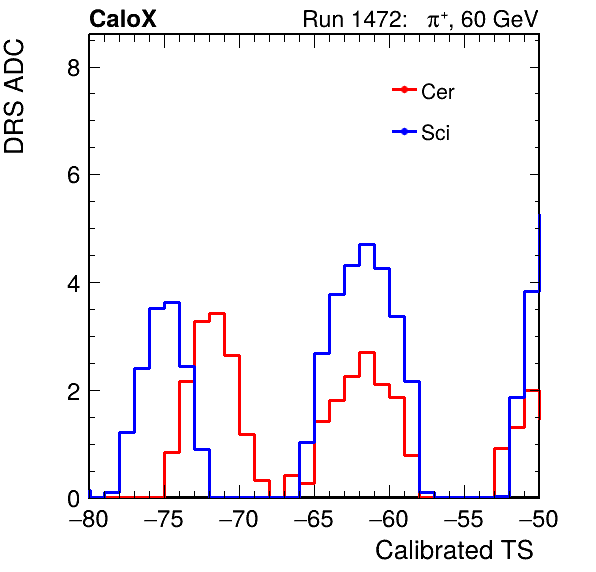 CaloX Run 1472: π⁺, 60 GeV
DRS ADC
Cer
Sci
8
6
4
2
0
−80 −75 −70 −65 −60 −55 −50
Calibrated TS